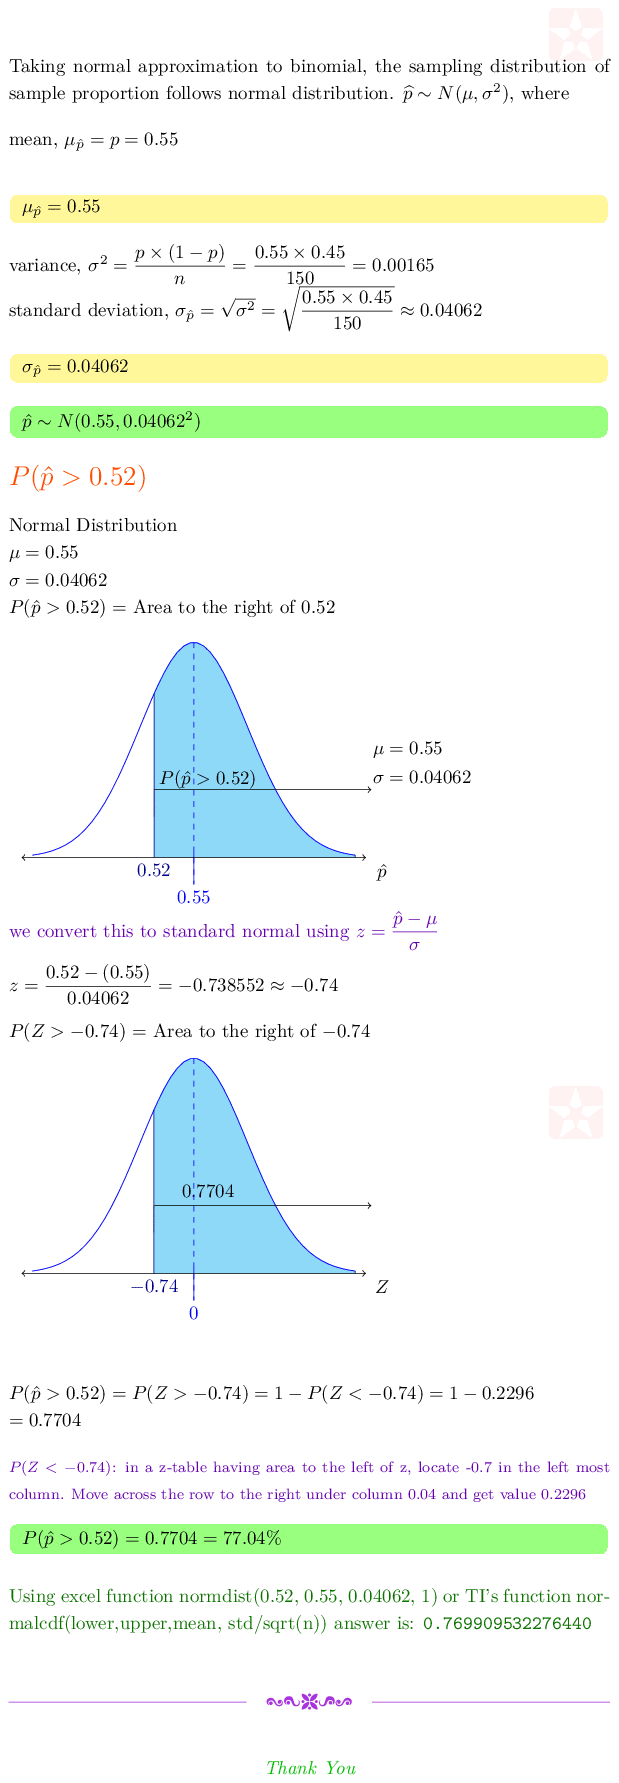 Taking normal approximation to binomial, the sampling distribution of
sample proportion follows normal distribution. p̂ ∼ N(μ, σ²), where
mean, μ_p̂ = p = 0.55
μ_p̂ = 0.55
variance, σ² = p × (1 − p) / n = 0.55 × 0.45 / 150 = 0.00165
standard deviation, σ_p̂ = √σ² = √(0.55 × 0.45 / 150) ≈ 0.04062
σ_p̂ = 0.04062
p̂ ∼ N(0.55, 0.04062²)
P(p̂ > 0.52)
Normal Distribution
μ = 0.55
σ = 0.04062
P(p̂ > 0.52) = Area to the right of 0.52
μ = 0.55
P(p̂ > 0.52)
σ = 0.04062
0.52
p̂
0.55
we convert this to standard normal using z = (p̂ − μ) / σ
z = (0.52 − (0.55)) / 0.04062 = −0.738552 ≈ −0.74
P(Z > −0.74) = Area to the right of −0.74
0.7704
−0.74
Z
0
P(p̂ > 0.52) = P(Z > −0.74) = 1 − P(Z < −0.74) = 1 − 0.2296
= 0.7704
P(Z < −0.74): in a z-table having area to the left of z, locate -0.7 in the left most
column. Move across the row to the right under column 0.04 and get value 0.2296
P(p̂ > 0.52) = 0.7704 = 77.04%
Using excel function normdist(0.52, 0.55, 0.04062, 1) or TI's function nor-
malcdf(lower,upper,mean, std/sqrt(n)) answer is: 0.769909532276440
Thank You